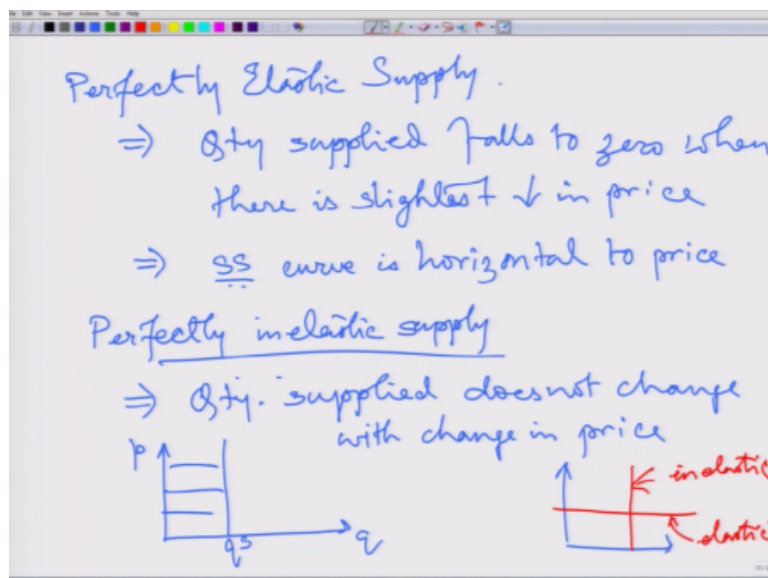 Perfectly Elastic Supply.
⇒ Qty supplied falls to zero when
there is slightest ↓ in price
⇒ SS curve is horizontal to price
Perfectly inelastic supply
⇒ Qty. supplied does not change
with change in price
p
qs
q
inelastic
elastic